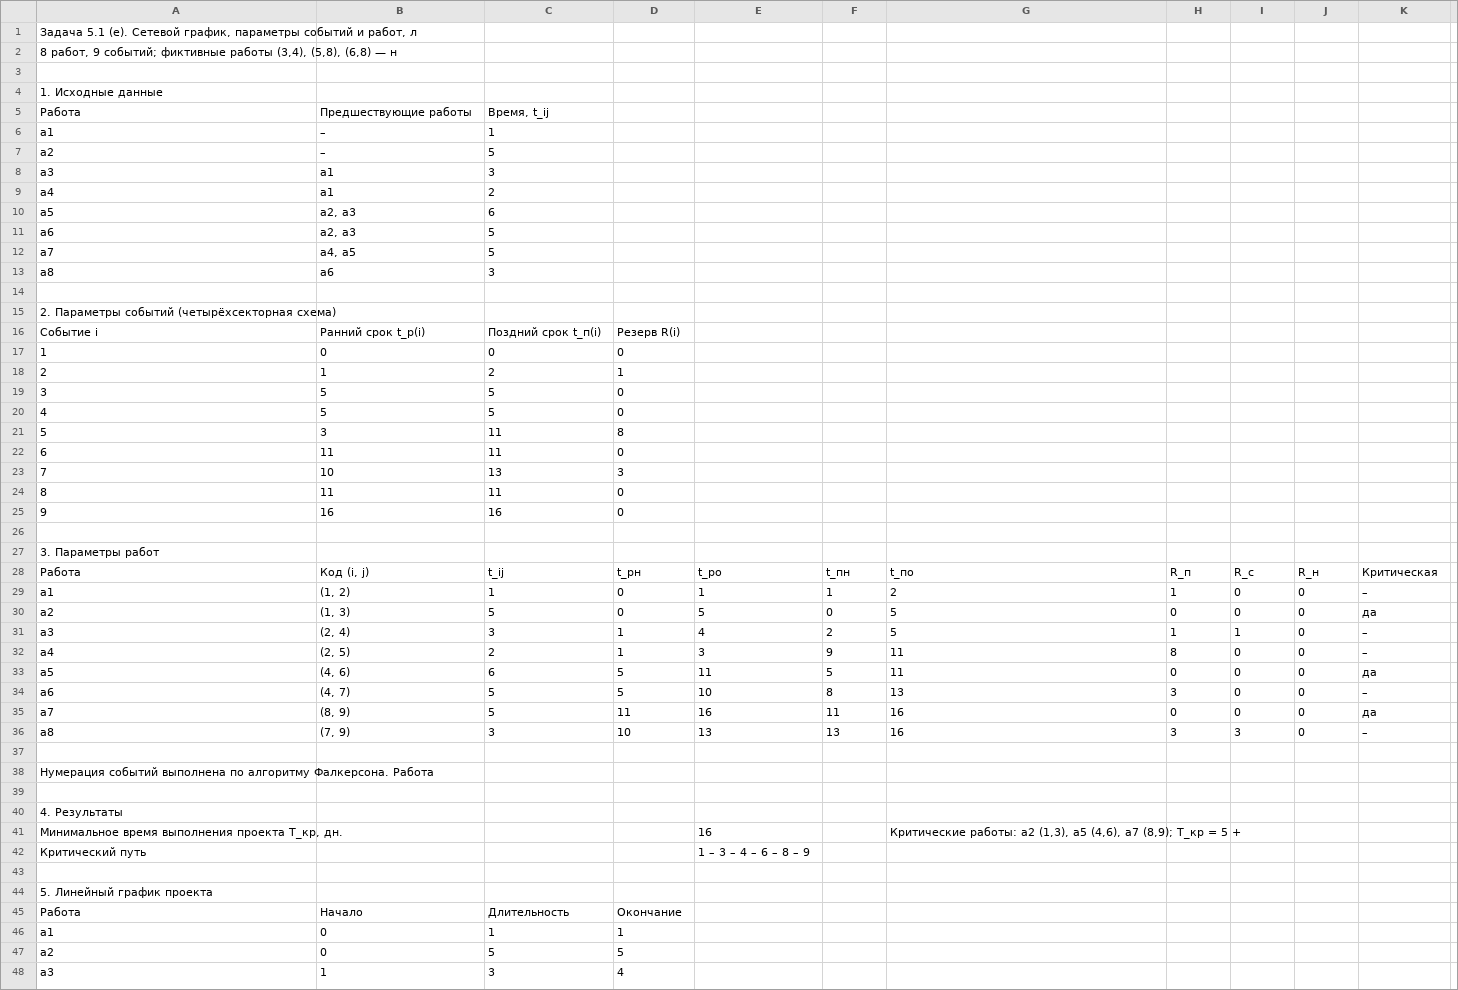 A B C D E F G H I J K
1 Задача 5.1 (е). Сетевой график, параметры событий и работ, л
2 8 работ, 9 событий; фиктивные работы (3,4), (5,8), (6,8) — н
3
4 1. Исходные данные
5 Работа Предшествующие работы Время, t_ij
6 a1 – 1
7 a2 – 5
8 a3 a1 3
9 a4 a1 2
10 a5 a2, a3 6
11 a6 a2, a3 5
12 a7 a4, a5 5
13 a8 a6 3
14
15 2. Параметры событий (четырёхсекторная схема)
16 Событие i Ранний срок t_p(i) Поздний срок t_п(i) Резерв R(i)
17 1 0 0 0
18 2 1 2 1
19 3 5 5 0
20 4 5 5 0
21 5 3 11 8
22 6 11 11 0
23 7 10 13 3
24 8 11 11 0
25 9 16 16 0
26
27 3. Параметры работ
28 Работа Код (i, j) t_ij t_рн t_ро t_пн t_по R_п R_с R_н Критическая
29 a1 (1, 2) 1 0 1 1 2 1 0 0 –
30 a2 (1, 3) 5 0 5 0 5 0 0 0 да
31 a3 (2, 4) 3 1 4 2 5 1 1 0 –
32 a4 (2, 5) 2 1 3 9 11 8 0 0 –
33 a5 (4, 6) 6 5 11 5 11 0 0 0 да
34 a6 (4, 7) 5 5 10 8 13 3 0 0 –
35 a7 (8, 9) 5 11 16 11 16 0 0 0 да
36 a8 (7, 9) 3 10 13 13 16 3 3 0 –
37
38 Нумерация событий выполнена по алгоритму Фалкерсона. Работа
39
40 4. Результаты
41 Минимальное время выполнения проекта T_кр, дн. 16 Критические работы: a2 (1,3), a5 (4,6), a7 (8,9); T_кр = 5 +
42 Критический путь 1 – 3 – 4 – 6 – 8 – 9
43
44 5. Линейный график проекта
45 Работа Начало Длительность Окончание
46 a1 0 1 1
47 a2 0 5 5
48 a3 1 3 4